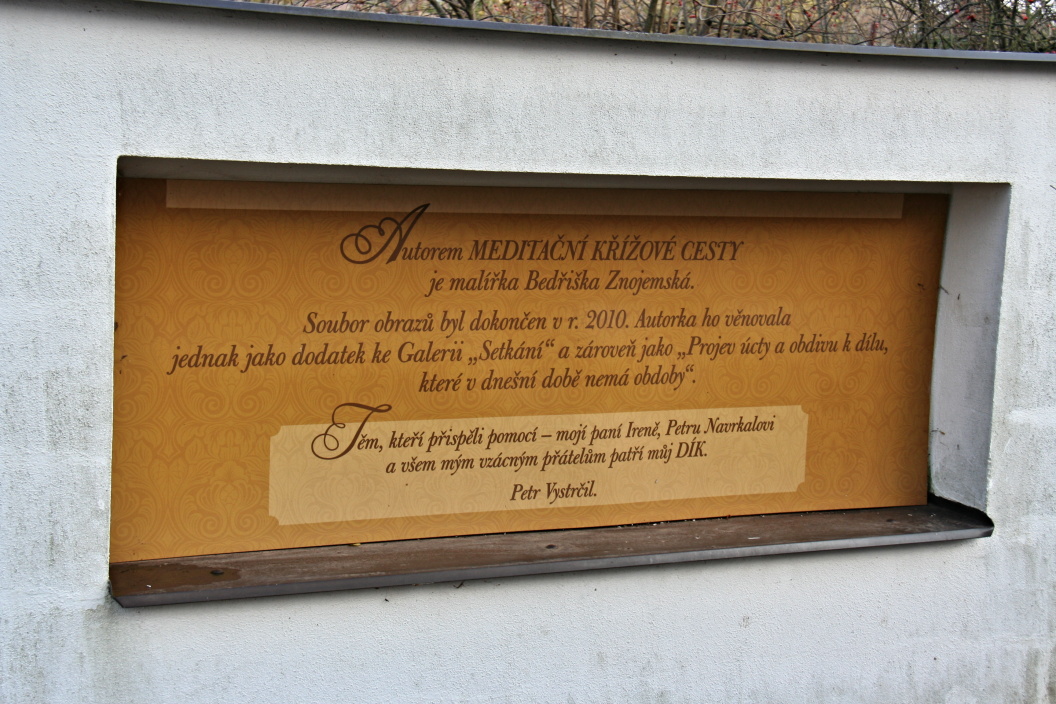 Autorem MEDITAČNÍ KŘÍŽOVÉ CESTY
je malířka Bedřiška Znojemská.
Soubor obrazů byl dokončen v r. 2010. Autorka ho věnovala
jednak jako dodatek ke Galerii „Setkání“ a zároveň jako „Projev úcty a obdivu k dílu,
které v dnešní době nemá obdoby“.
Těm, kteří přispěli pomocí – mojí paní Ireně, Petru Navrkalovi
a všem mým vzácným přátelům patří můj DÍK.
Petr Vystrčil.